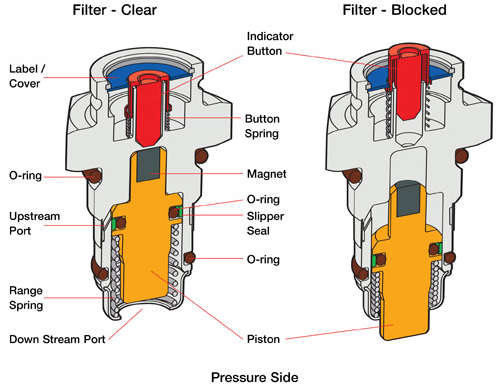 Filter - Clear
Filter - Blocked
Label /
Cover
Indicator
Button
Button
Spring
O-ring
Magnet
O-ring
Upstream
Port
Slipper
Seal
O-ring
Range
Spring
Down Stream Port
Piston
Pressure Side